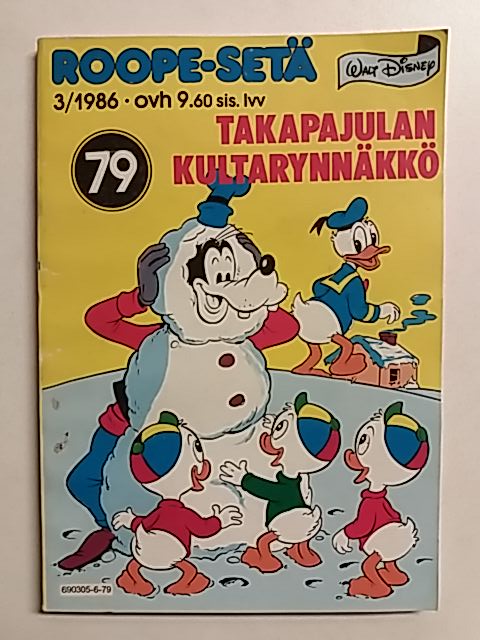 ROOPE-SETÄ
WALT DISNEY
3/1986 · ovh 9.60 sis. lvv
79
TAKAPAJULAN
KULTARYNNÄKKÖ
690305-6-79